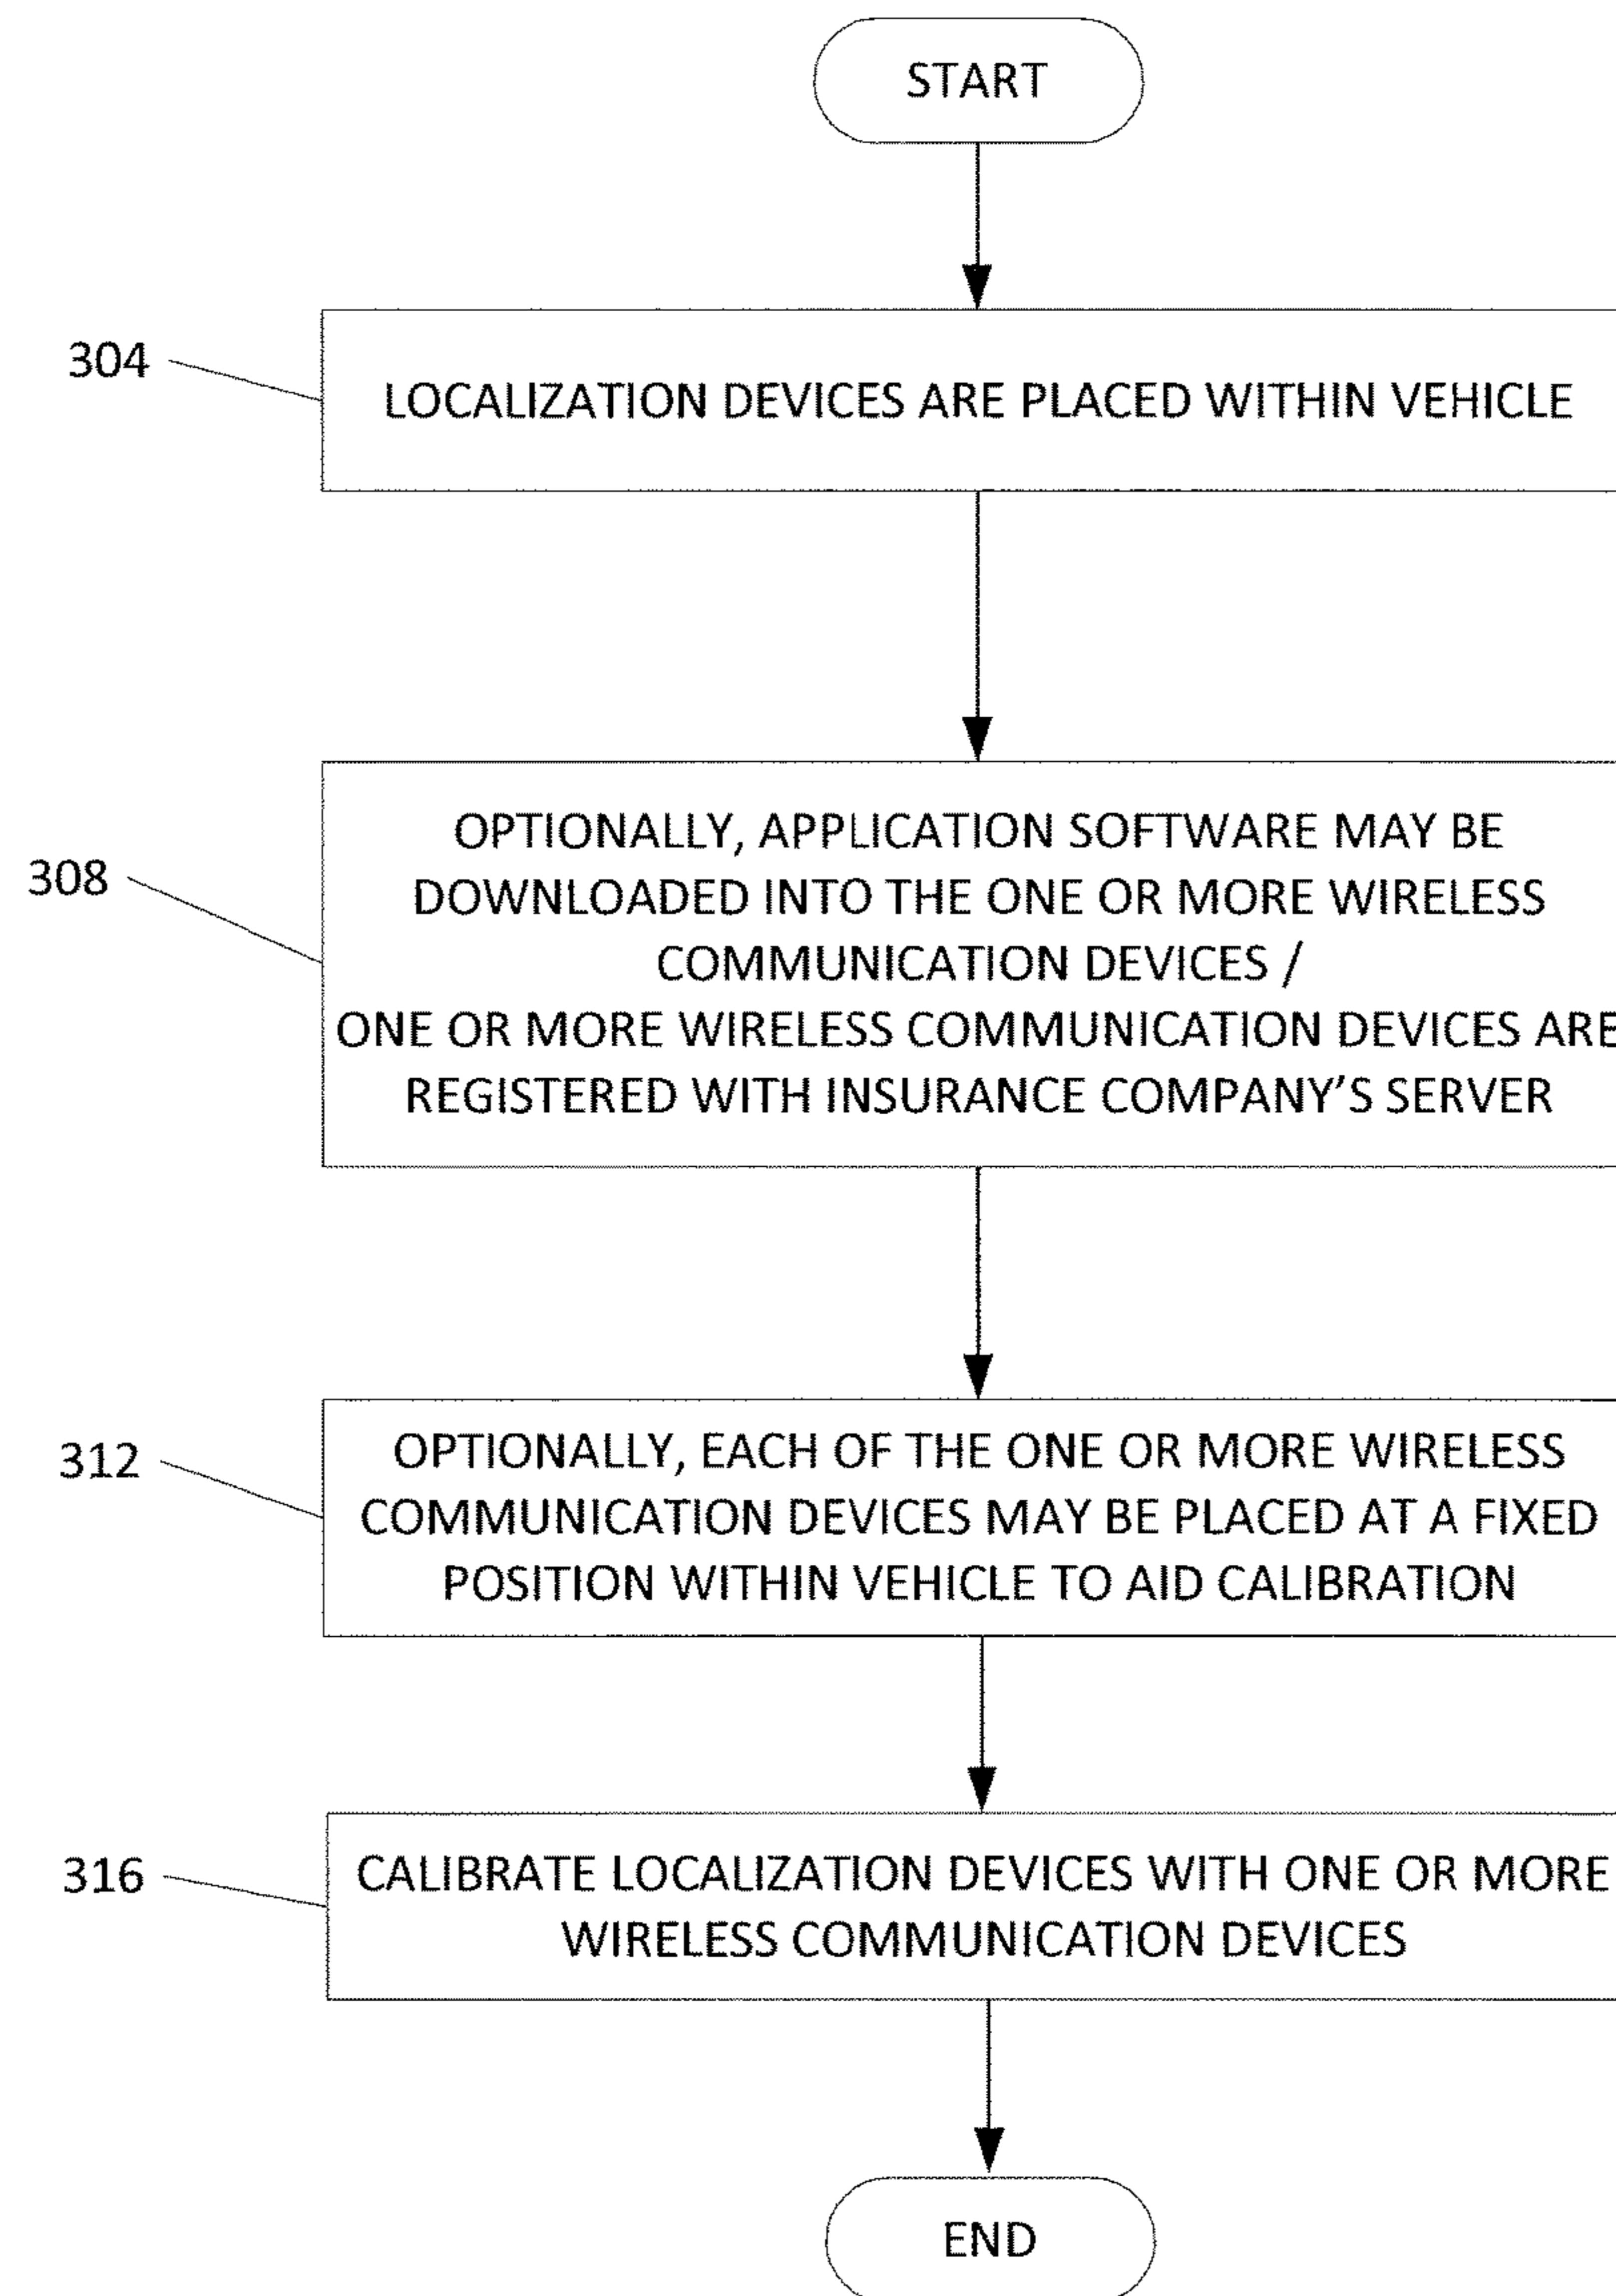 START
304
LOCALIZATION DEVICES ARE PLACED WITHIN VEHICLE
308
OPTIONALLY, APPLICATION SOFTWARE MAY BE
DOWNLOADED INTO THE ONE OR MORE WIRELESS
COMMUNICATION DEVICES /
ONE OR MORE WIRELESS COMMUNICATION DEVICES ARE
REGISTERED WITH INSURANCE COMPANY'S SERVER
312
OPTIONALLY, EACH OF THE ONE OR MORE WIRELESS
COMMUNICATION DEVICES MAY BE PLACED AT A FIXED
POSITION WITHIN VEHICLE TO AID CALIBRATION
316
CALIBRATE LOCALIZATION DEVICES WITH ONE OR MORE
WIRELESS COMMUNICATION DEVICES
END